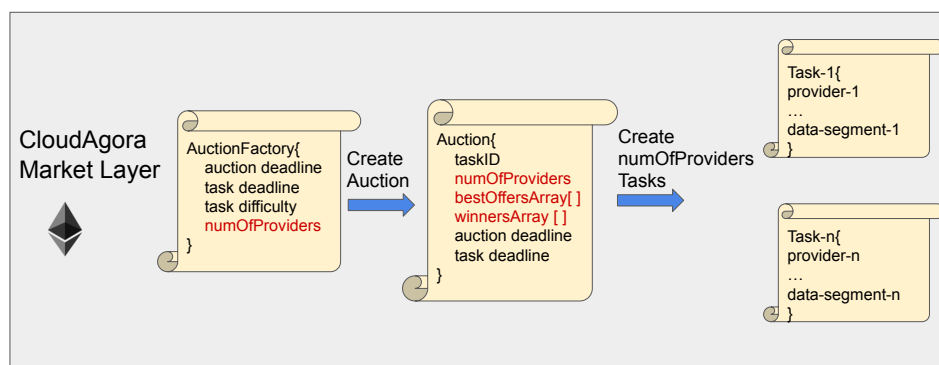 CloudAgora
Market Layer
AuctionFactory{
auction deadline
task deadline
task difficulty
numOfProviders
}
Create
Auction
Auction{
taskID
numOfProviders
bestOffersArray[ ]
winnersArray [ ]
auction deadline
task deadline
}
Create
numOfProviders
Tasks
Task-1{
provider-1
…
data-segment-1
}
Task-n{
provider-n
…
data-segment-n
}